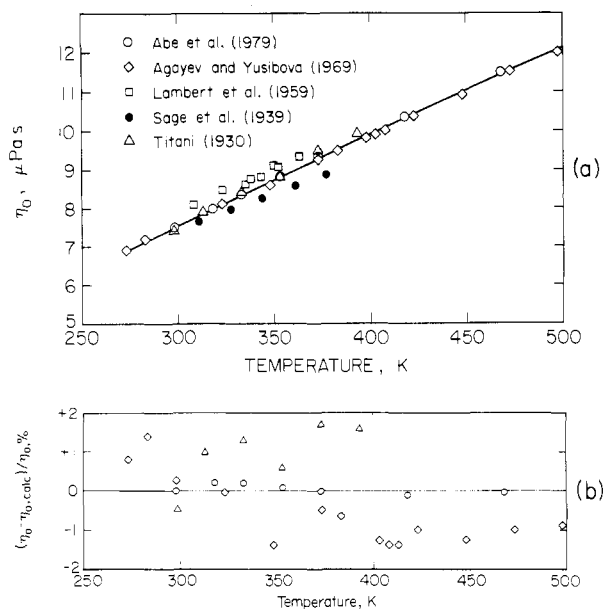 12
11
10
9
8
7
6
5
η₀, μPas
○ Abe et al. (1979)
◇ Agayev and Yusibova (1969)
□ Lambert et al. (1959)
● Sage et al. (1939)
△ Titani (1930)
(a)
250 300 350 400 450 500
TEMPERATURE, K
+2
+1
0
-1
-2
(η₀-η₀,calc)/η₀,%
(b)
250 300 350 400 450 500
Temperature, K